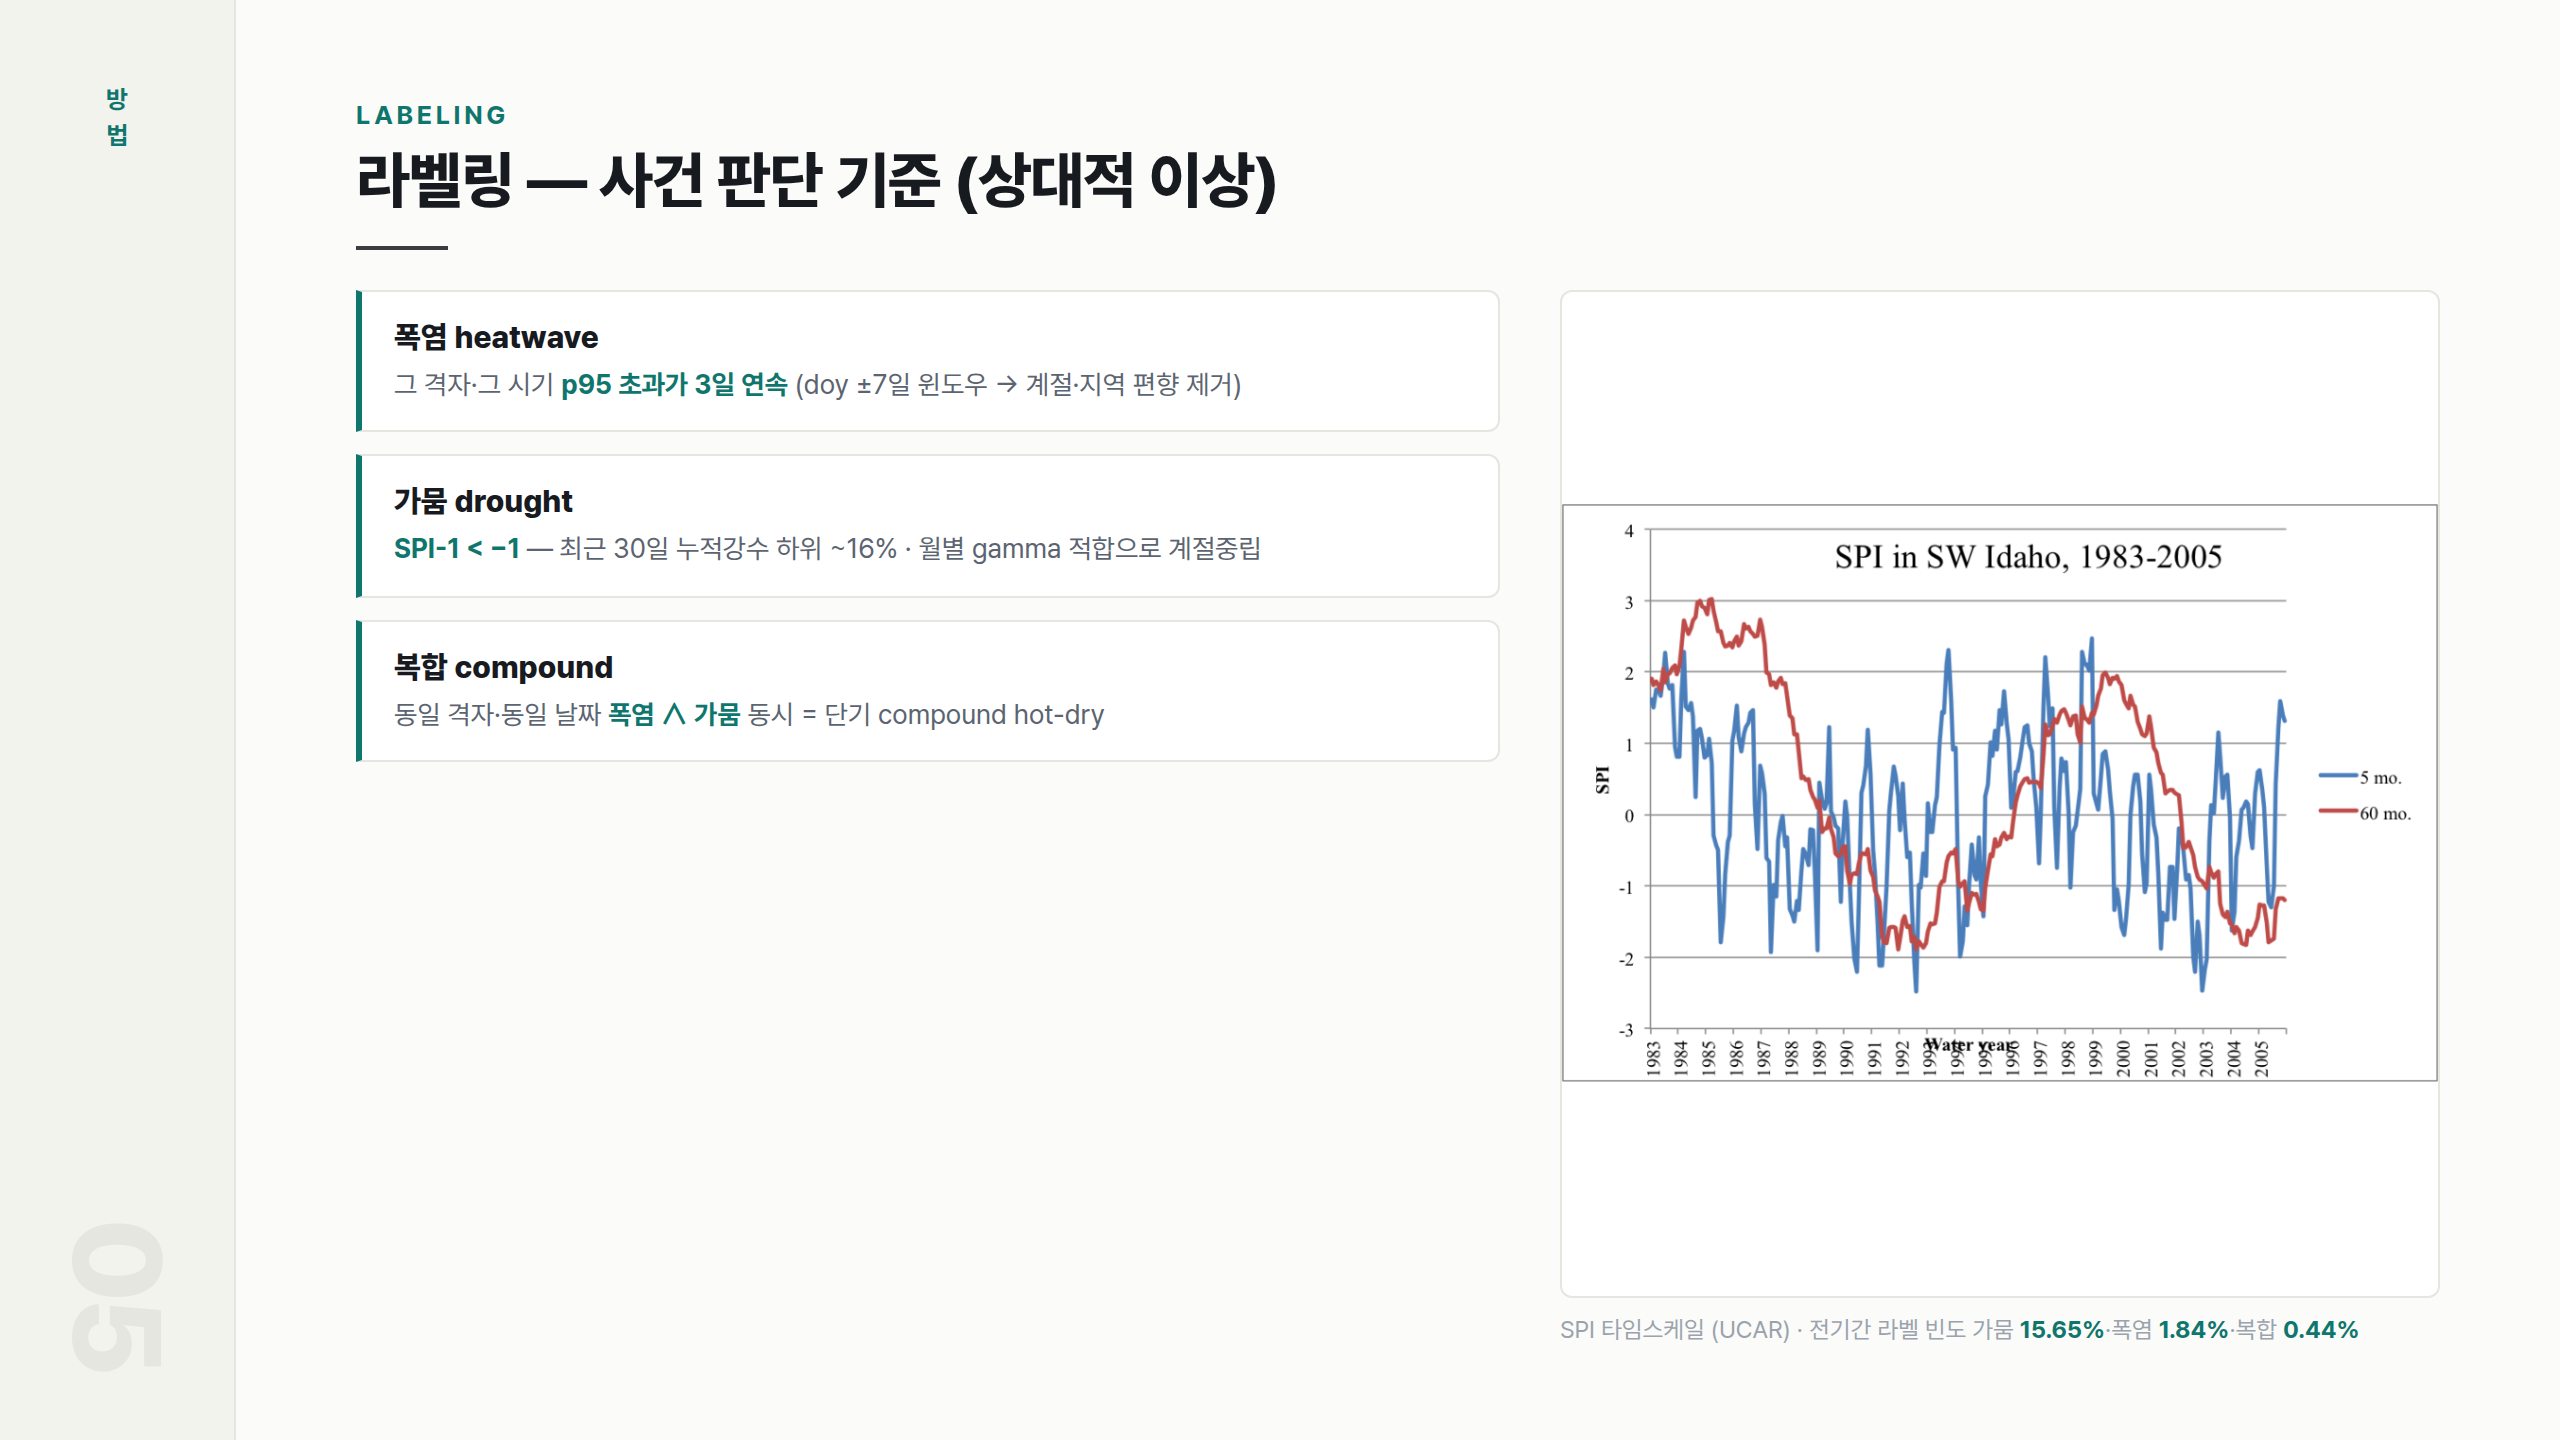 방
법
LABELING
라벨링 — 사건 판단 기준 (상대적 이상)
폭염 heatwave
그 격자·그 시기 p95 초과가 3일 연속 (doy ±7일 윈도우 → 계절·지역 편향 제거)
가뭄 drought
SPI-1 < −1 — 최근 30일 누적강수 하위 ~16% · 월별 gamma 적합으로 계절중립
복합 compound
동일 격자·동일 날짜 폭염 ∧ 가뭄 동시 = 단기 compound hot-dry
SPI in SW Idaho, 1983-2005
4
3
2
1
0
-1
-2
-3
SPI
5 mo.
60 mo.
1983
1984
1985
1986
1987
1988
1989
1990
1991
1992
1993
1994
1995
1996
1997
1998
1999
2000
2001
2002
2003
2004
2005
Water year
SPI 타임스케일 (UCAR) · 전기간 라벨 빈도 가뭄 15.65%·폭염 1.84%·복합 0.44%
05